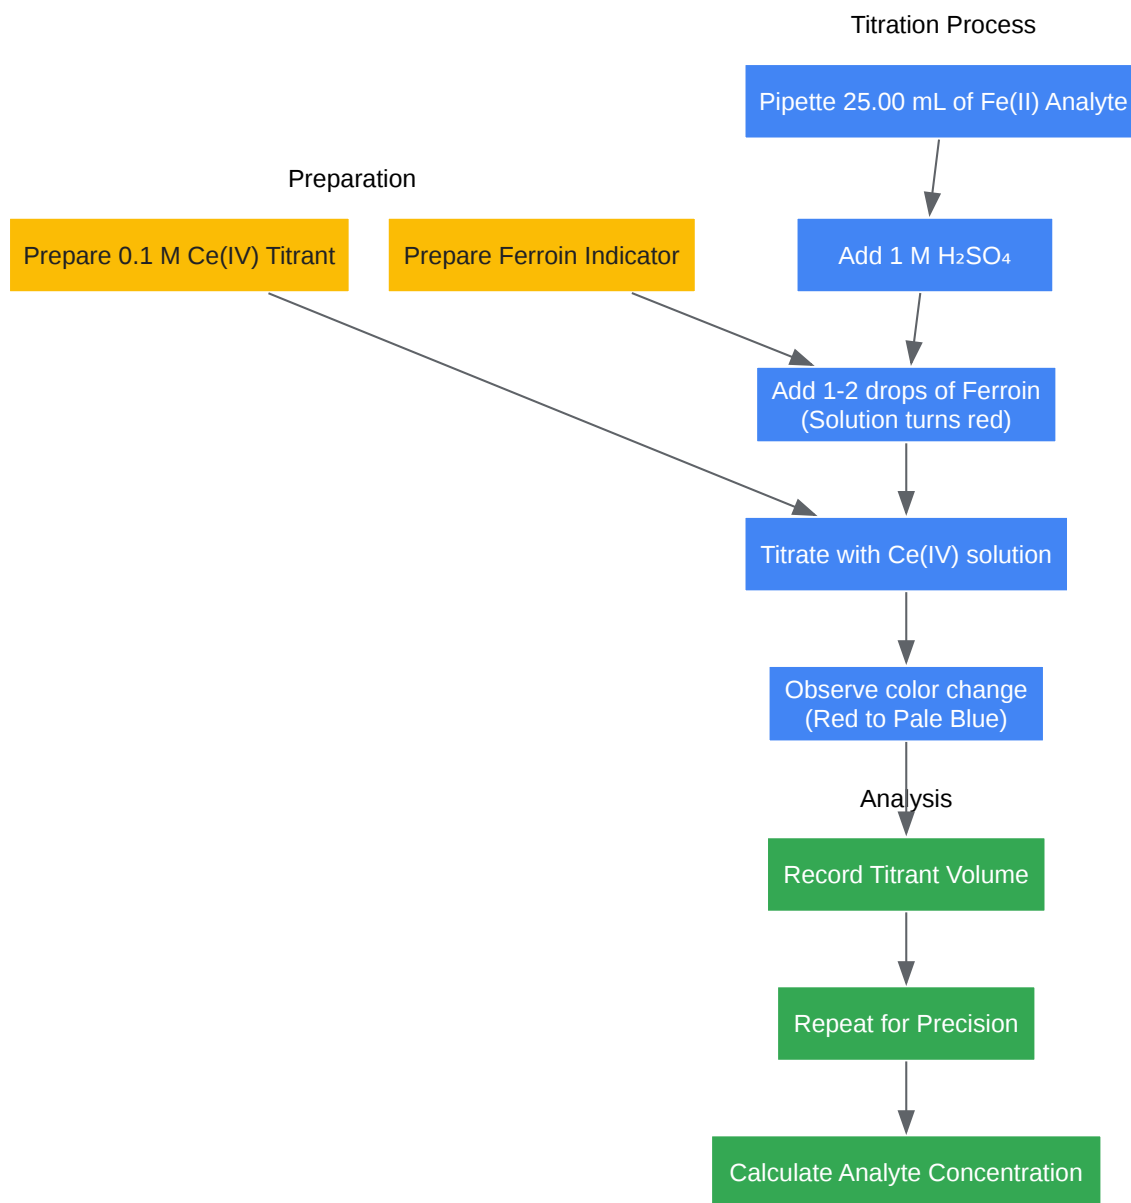 Titration Process
Pipette 25.00 mL of Fe(II) Analyte
Preparation
Prepare 0.1 M Ce(IV) Titrant
Prepare Ferroin Indicator
Add 1 M H₂SO₄
Add 1-2 drops of Ferroin
(Solution turns red)
Titrate with Ce(IV) solution
Observe color change
(Red to Pale Blue)
Analysis
Record Titrant Volume
Repeat for Precision
Calculate Analyte Concentration